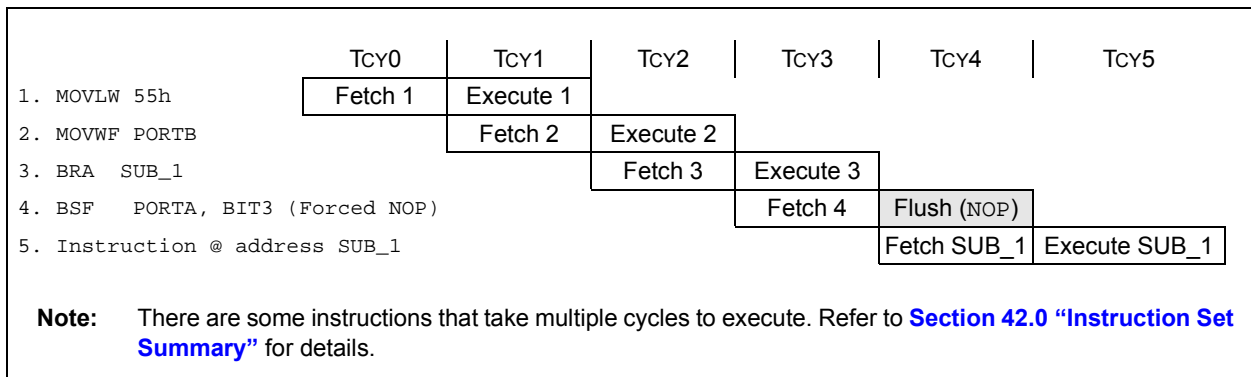 TCY0 TCY1 TCY2 TCY3 TCY4 TCY5
1. MOVLW 55h Fetch 1 Execute 1
2. MOVWF PORTB Fetch 2 Execute 2
3. BRA SUB_1 Fetch 3 Execute 3
4. BSF PORTA, BIT3 (Forced NOP) Fetch 4 Flush (NOP)
5. Instruction @ address SUB_1 Fetch SUB_1 Execute SUB_1
Note: There are some instructions that take multiple cycles to execute. Refer to Section 42.0 “Instruction Set
Summary” for details.